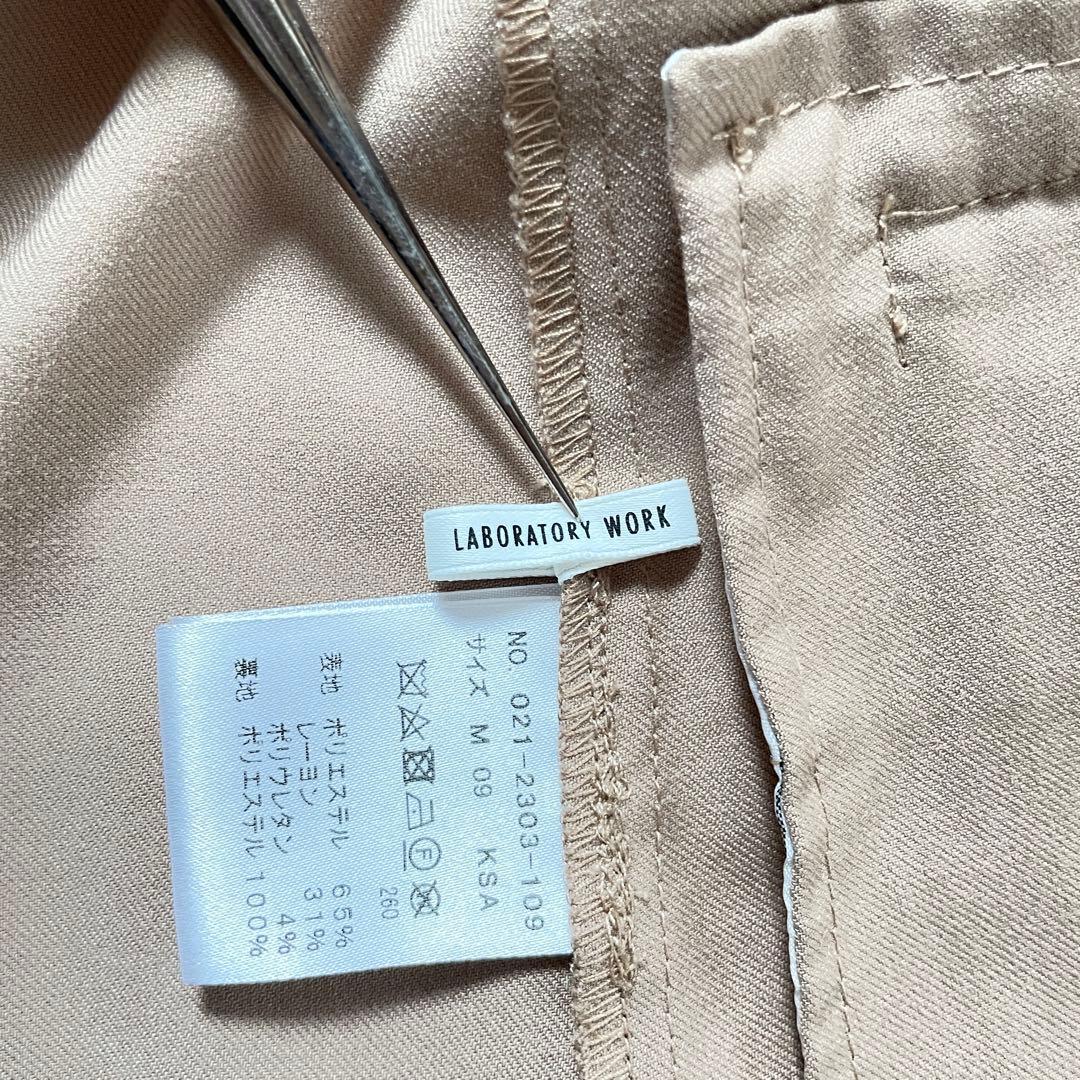 LABORATORY WORK
NO 021-2303-109
サイズ M 09 KSA
F
260
表地 ポリエステル 65%
レーヨン 31%
ポリウレタン 4%
裏地 ポリエステル 100%